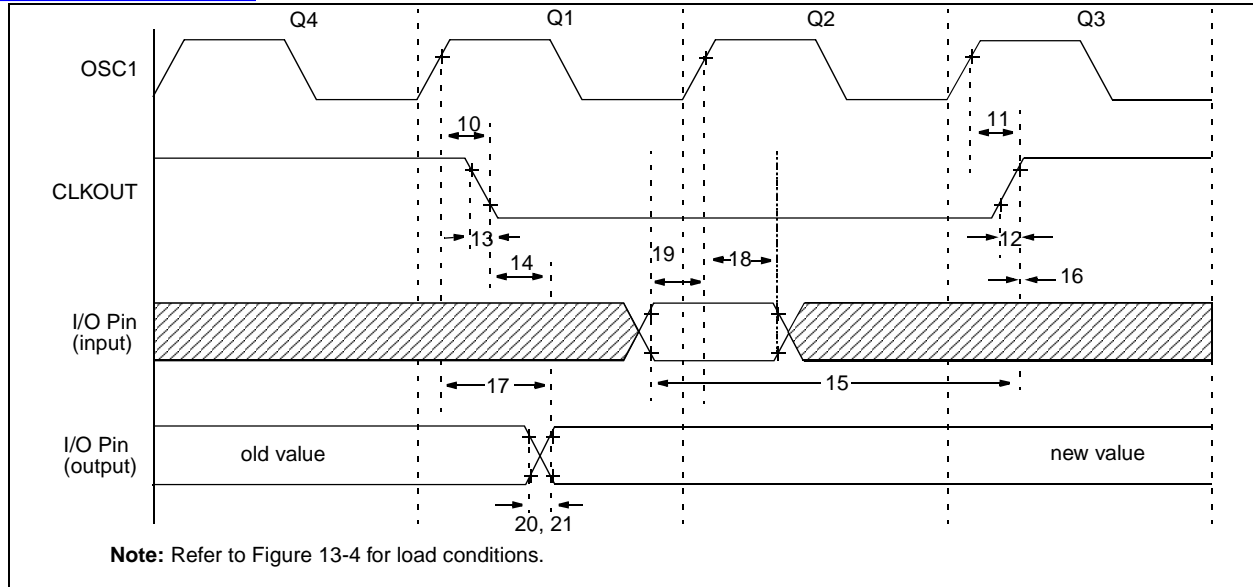 Q4 Q1 Q2 Q3
OSC1
10 11
CLKOUT
13 12
14 19 18 16
I/O Pin
(input)
17 15
I/O Pin
(output)
old value new value
20, 21
Note: Refer to Figure 13-4 for load conditions.